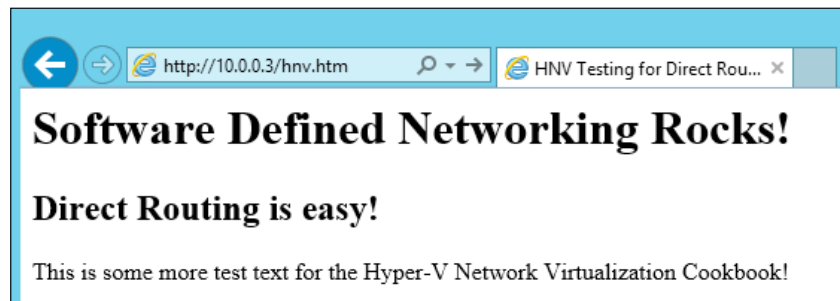 http://10.0.0.3/hnv.htm
HNV Testing for Direct Rou...
Software Defined Networking Rocks!
Direct Routing is easy!
This is some more test text for the Hyper-V Network Virtualization Cookbook!